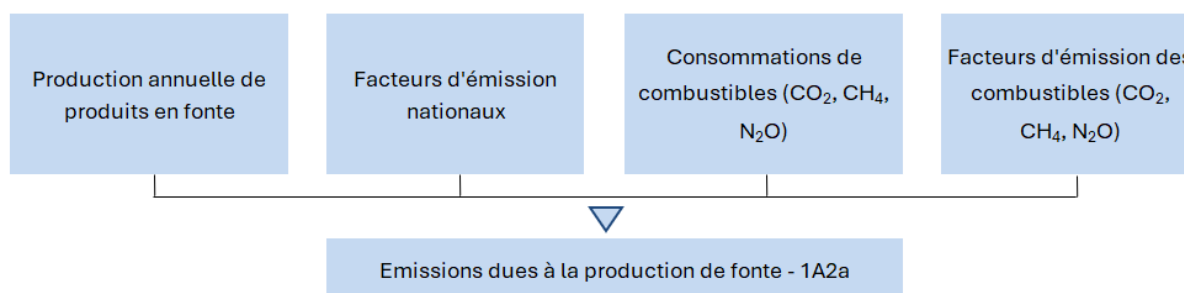 Production annuelle de
produits en fonte
Facteurs d'émission
nationaux
Consommations de
combustibles (CO₂, CH₄,
N₂O)
Facteurs d'émission des
combustibles (CO₂,
CH₄, N₂O)
Emissions dues à la production de fonte - 1A2a